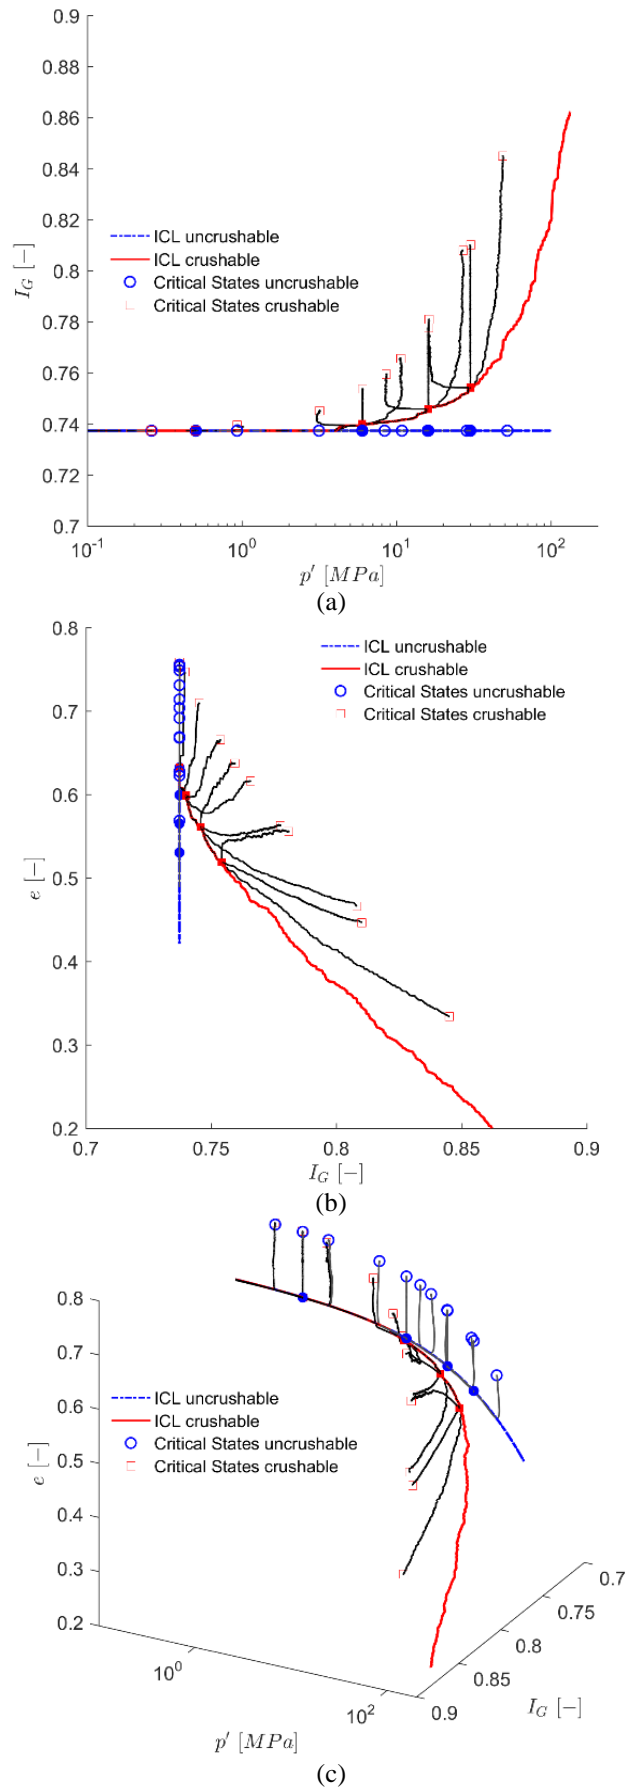 0.9
0.88
0.86
0.84
0.82
0.8
0.78
0.76
0.74
0.72
0.7
I_G [−]
ICL uncrushable
ICL crushable
Critical States uncrushable
Critical States crushable
10^-1 10^0 10^1 10^2
p′ [MPa]
(a)
0.8
0.7
0.6
0.5
0.4
0.3
0.2
e [−]
ICL uncrushable
ICL crushable
Critical States uncrushable
Critical States crushable
0.7 0.75 0.8 0.85 0.9
I_G [−]
(b)
0.8
0.7
0.6
0.5
0.4
0.3
0.2
e [−]
ICL uncrushable
ICL crushable
Critical States uncrushable
Critical States crushable
0.7
0.75
0.8
0.85
0.9
10^0
10^2
I_G [−]
p′ [MPa]
(c)